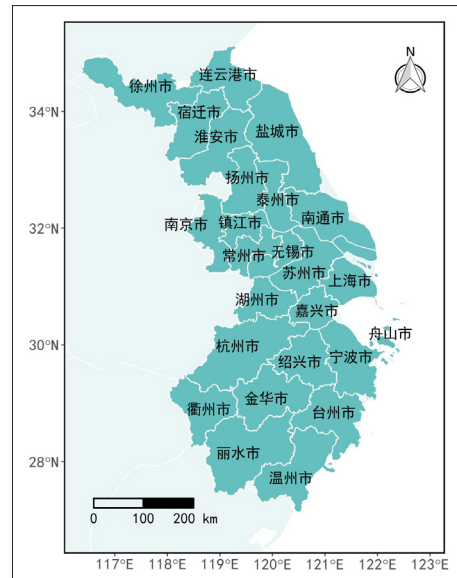 N
连云港市
徐州市
34°N
宿迁市
盐城市
淮安市
扬州市
泰州市
32°N
南京市
镇江市
南通市
常州市
无锡市
苏州市
上海市
湖州市
嘉兴市
舟山市
30°N
杭州市
绍兴市
宁波市
衢州市
金华市
台州市
28°N
丽水市
温州市
0 100 200 km
117°E 118°E 119°E 120°E 121°E 122°E 123°E